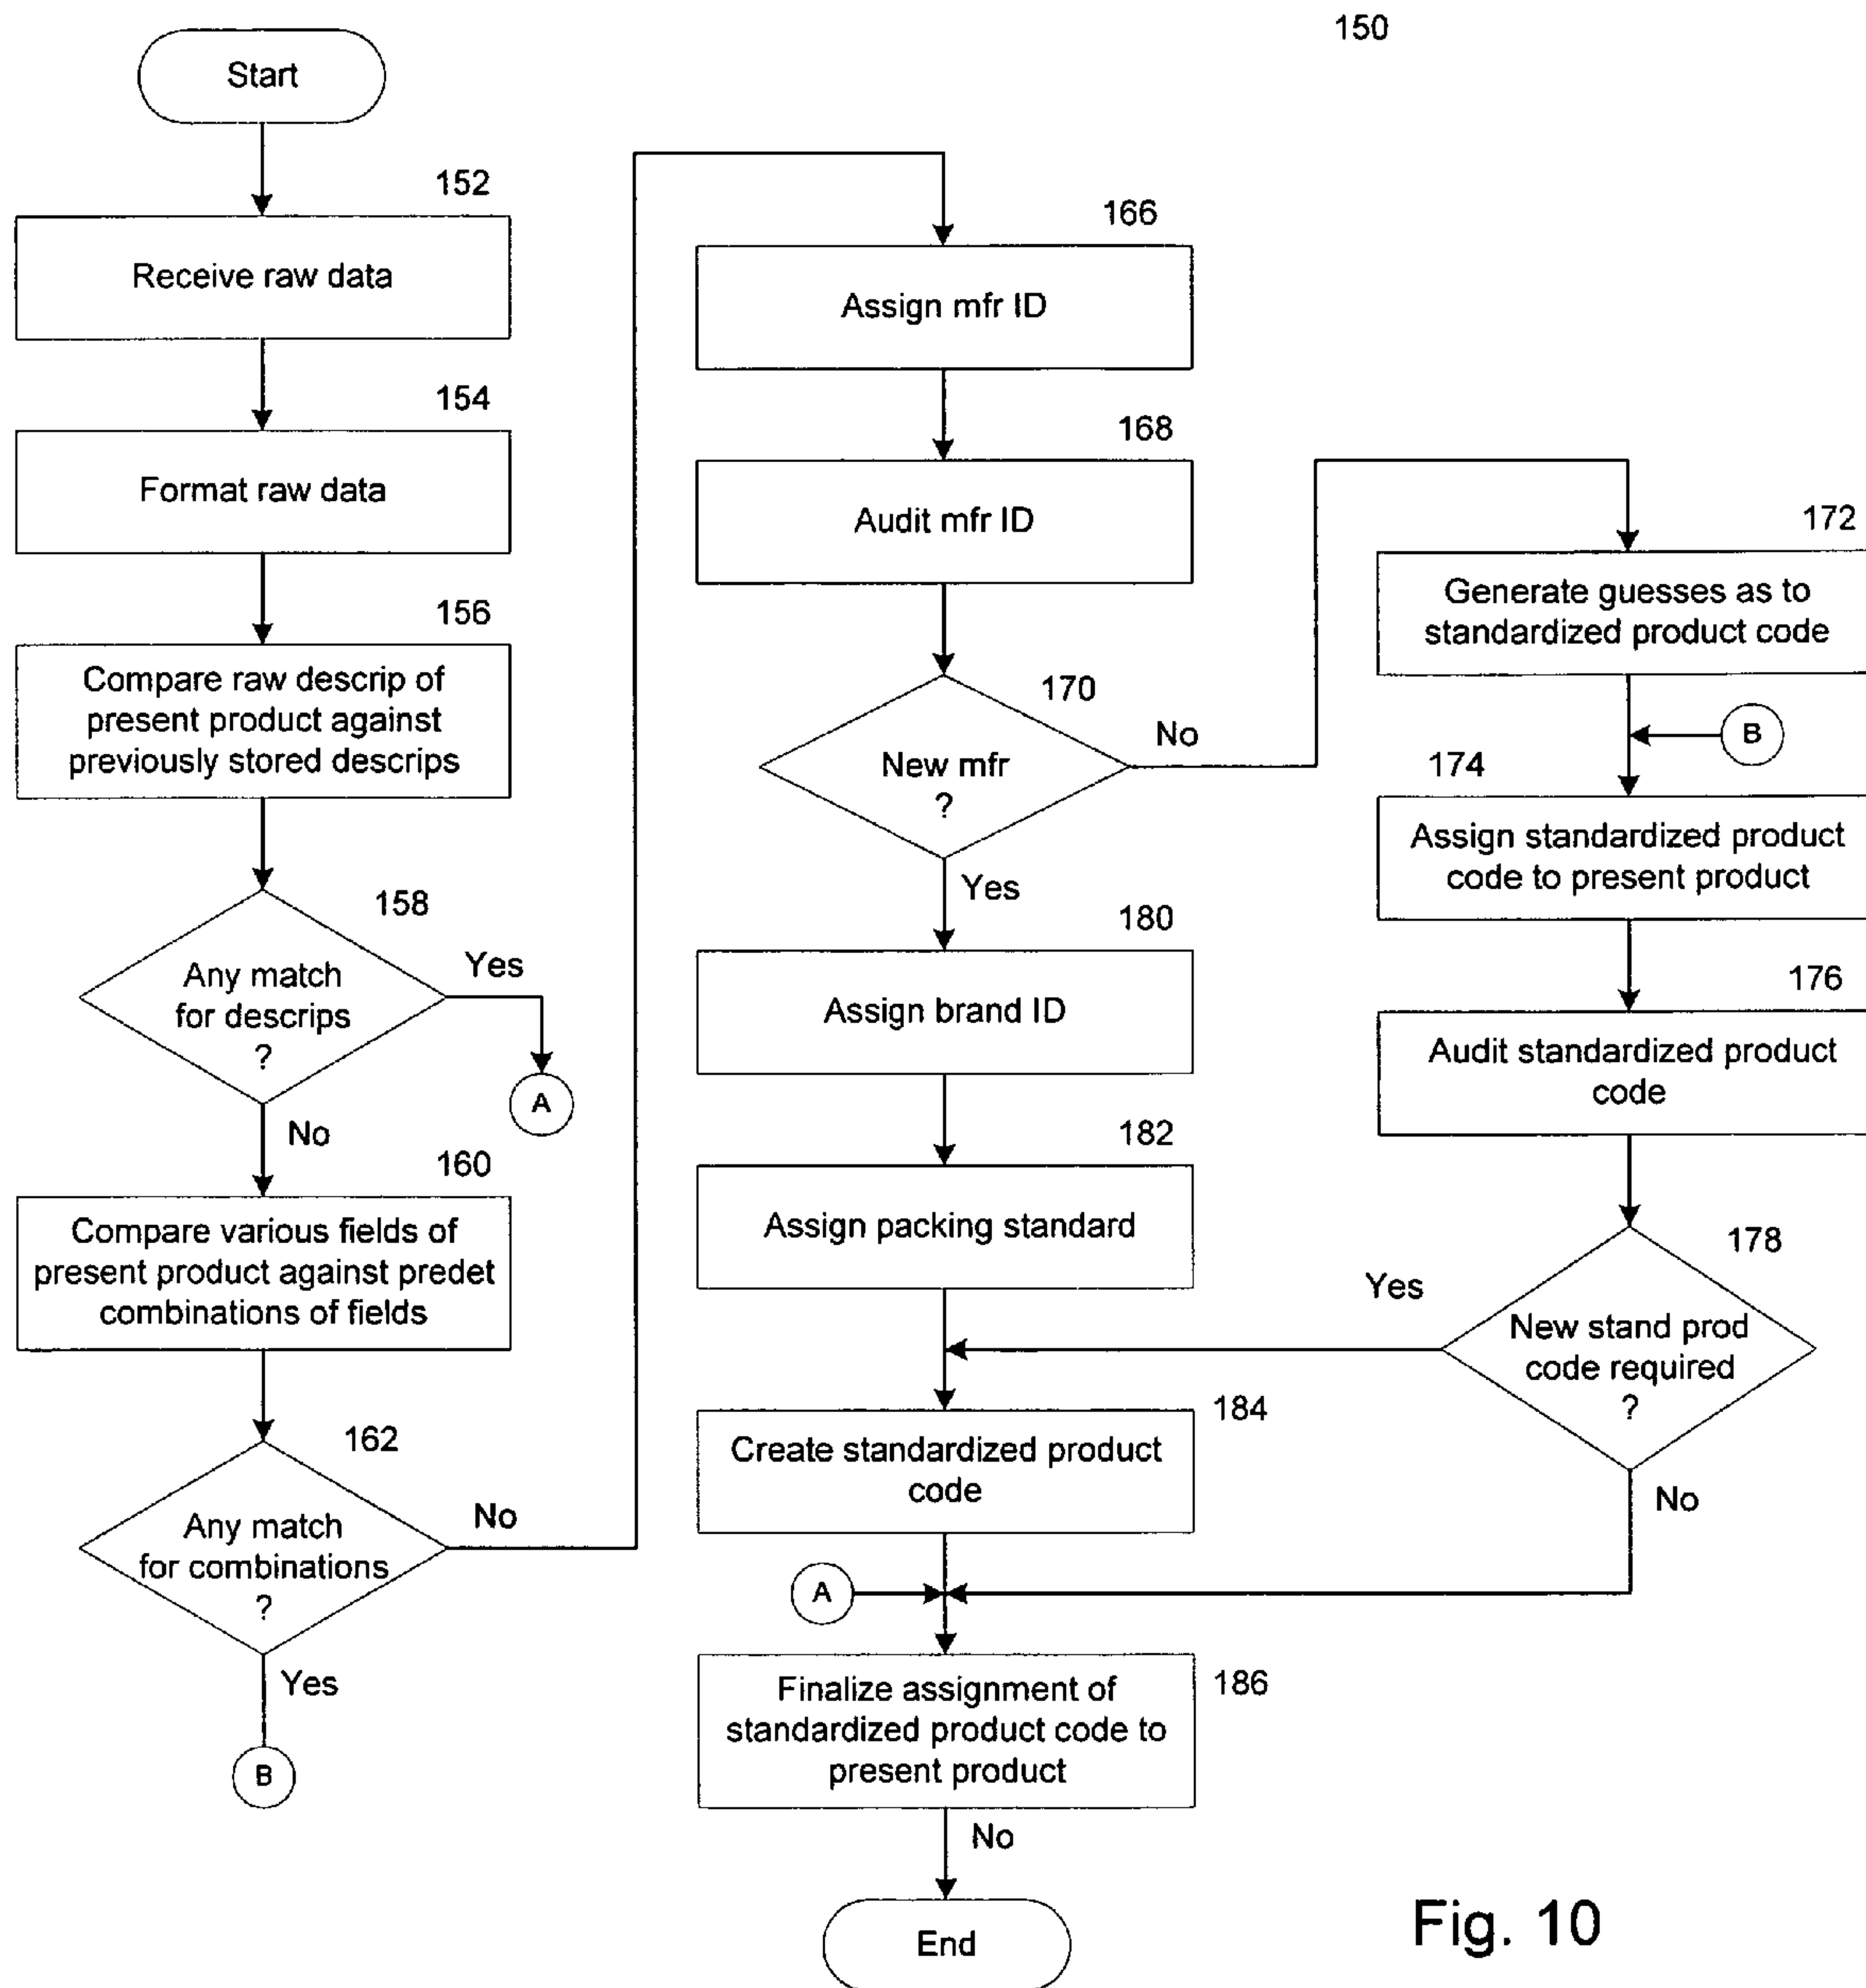 150
Start
152
Receive raw data
154
Format raw data
156
Compare raw descrip of
present product against
previously stored descrips
158
Any match
for descrips
?
Yes
A
No
160
Compare various fields of
present product against predet
combinations of fields
162
Any match
for combinations
?
No
Yes
B
166
Assign mfr ID
168
Audit mfr ID
170
New mfr
?
No
Yes
172
Generate guesses as to
standardized product code
B
174
Assign standardized product
code to present product
176
Audit standardized product
code
178
New stand prod
code required
?
Yes
No
180
Assign brand ID
182
Assign packing standard
184
Create standardized product
code
A
186
Finalize assignment of
standardized product code to
present product
No
End
Fig. 10